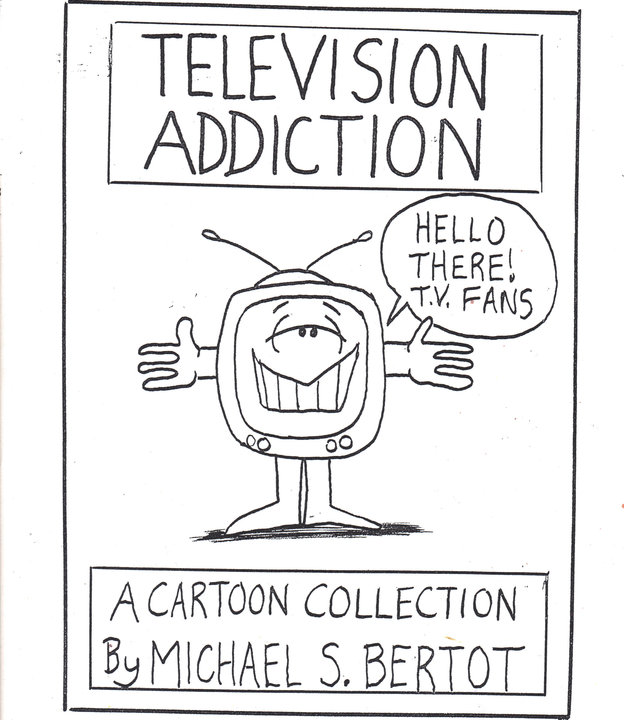 TELEVISION
ADDICTION
HELLO
THERE!
T.V. FANS
A CARTOON COLLECTION
By MICHAEL S. BERTOT